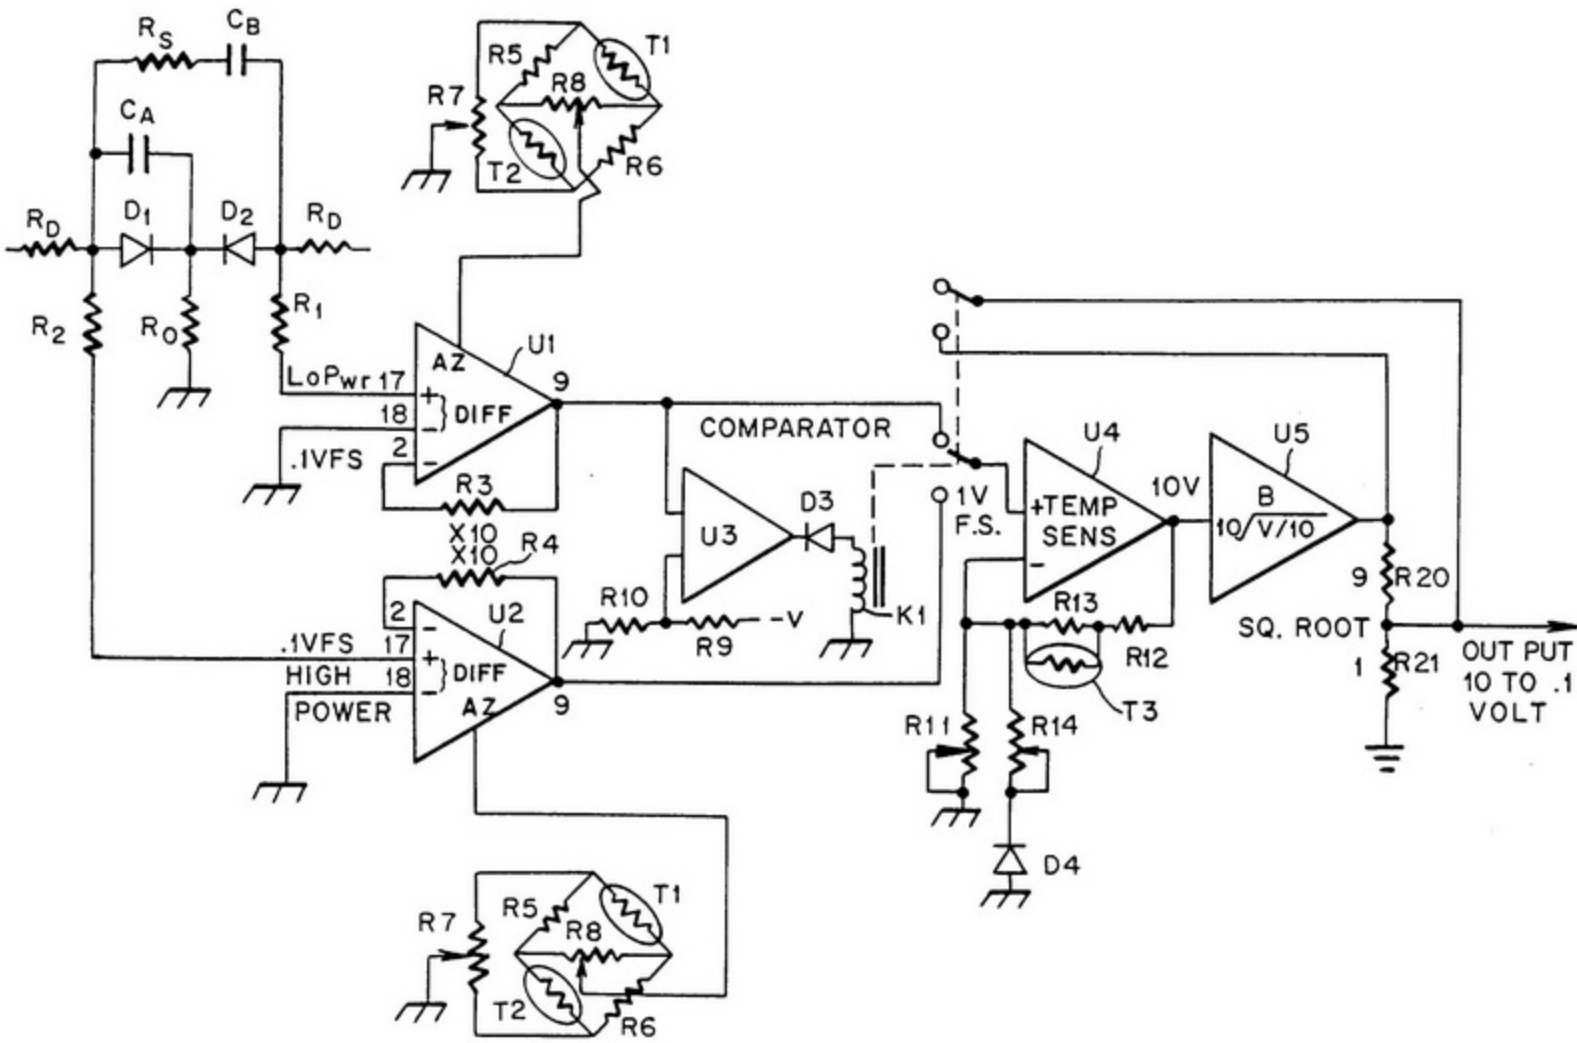 RS
CB
CA
RD
D1
D2
RD
R2
RO
R1
R5
T1
R8
R7
T2
R6
AZ
U1
LoPwr 17
+
18
DIFF
9
-
2
.1VFS
-
R3
X10
X10
R4
COMPARATOR
U3
D3
R10
R9
-V
K1
1V
F.S.
U4
+TEMP
SENS
-
10V
U5
B
10√V/10
9
R20
SQ. ROOT
1
R21
OUT PUT
10 TO .1
VOLT
R13
R12
T3
R11
R14
D4
2
-
U2
.1VFS
17
+
HIGH
18
DIFF
POWER
-
AZ
9
R7
R5
T1
R8
T2
R6